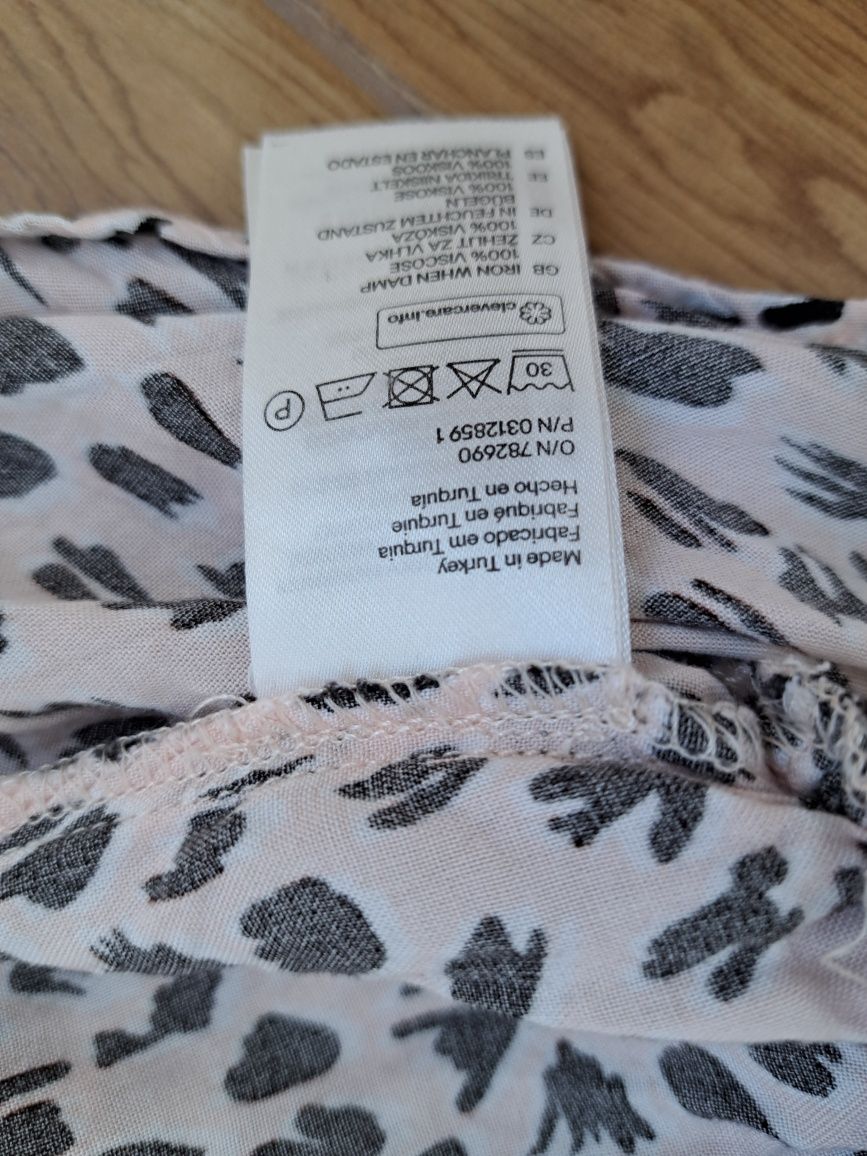 Made in Turkey
Fabricado em Turquia
Fabriqué en Turquie
Hecho en Turquía
O/N 782690
P/N 0312859 1
30 P
clevercare.info
GB IRON WHEN DAMP
100% VISCOSE
CZ ŽEHLIT ZA VLHKA
100% VISKÓZA
DE IN FEUCHTEM ZUSTAND
BÜGELN
100% VISKOSE
EE TRIIKIDA NIISKELT
100% VISKOOS
ES PLANCHAR EN ESTADO